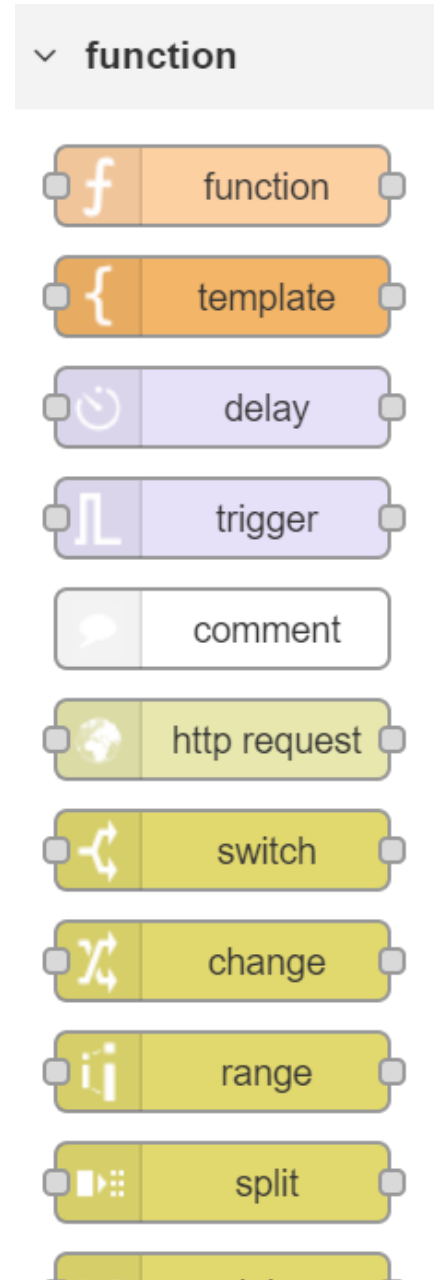 function
function
template
delay
trigger
comment
http request
switch
change
range
split